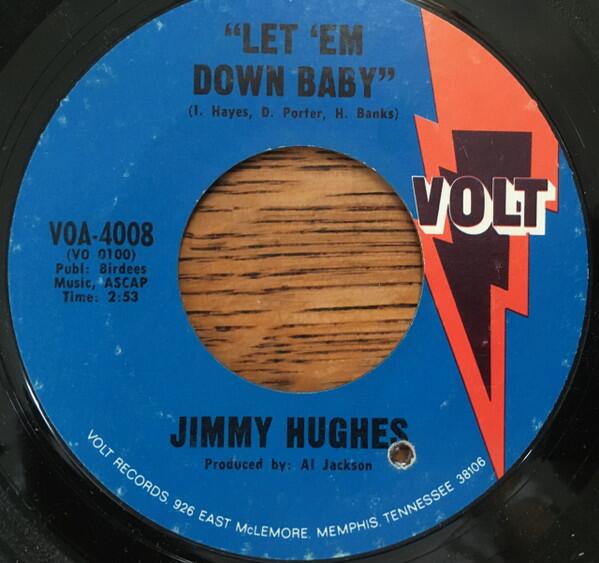 "LET 'EM
DOWN BABY"
(I. Hayes, D. Porter, H. Banks)
VOLT
VOA-4008
(VO 0100)
Publ: Birdees
Music, ASCAP
Time: 2:53
JIMMY HUGHES
Produced by: Al Jackson
VOLT RECORDS, 926 EAST McLEMORE, MEMPHIS, TENNESSEE 38106